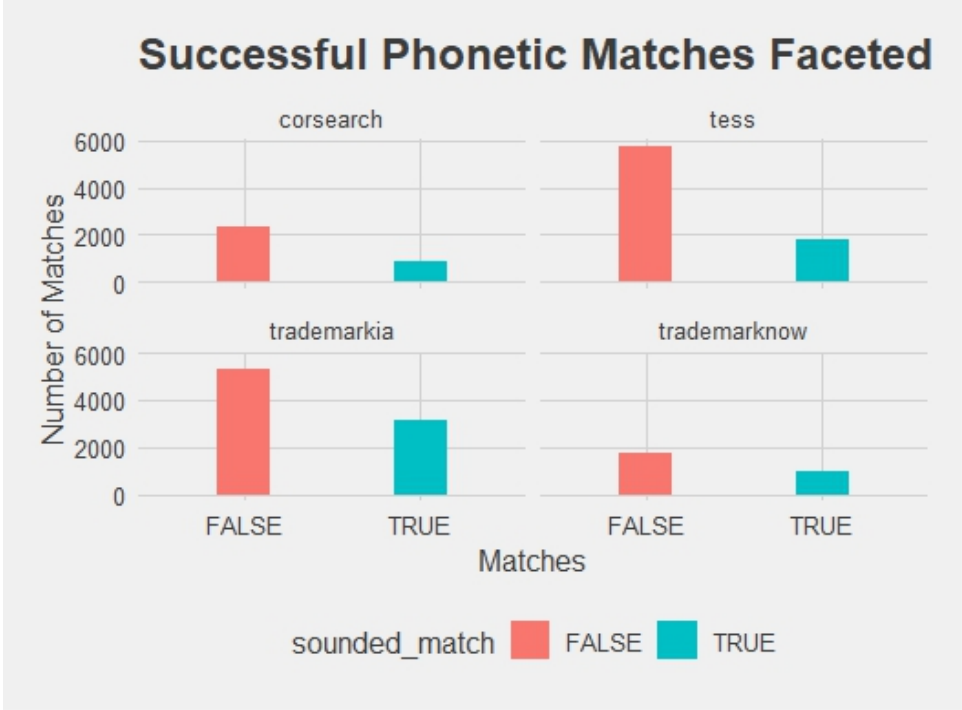 Successful Phonetic Matches Faceted
corsearch
tess
6000
4000
2000
0
Number of Matches
trademarkia
trademarknow
6000
4000
2000
0
FALSE TRUE FALSE TRUE
Matches
sounded_match FALSE TRUE